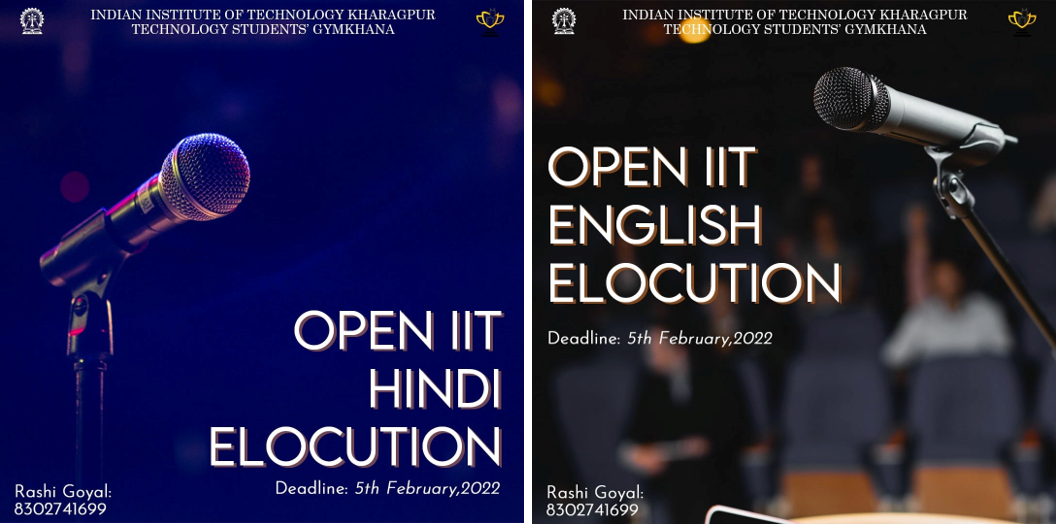 INDIAN INSTITUTE OF TECHNOLOGY KHARAGPUR
TECHNOLOGY STUDENTS' GYMKHANA
OPEN IIT
HINDI
ELOCUTION
Deadline: 5th February,2022
Rashi Goyal:
8302741699
INDIAN INSTITUTE OF TECHNOLOGY KHARAGPUR
TECHNOLOGY STUDENTS' GYMKHANA
OPEN IIT
ENGLISH
ELOCUTION
Deadline: 5th February,2022
Rashi Goyal:
8302741699